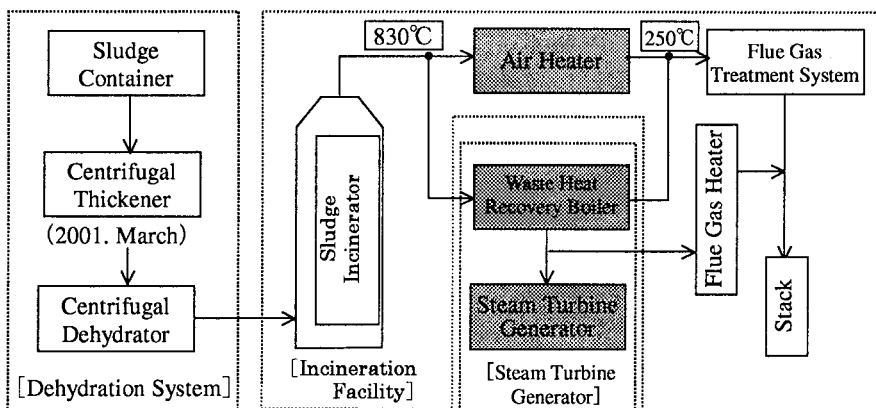 Sludge
Container
Centrifugal
Thickener
(2001. March)
Centrifugal
Dehydrator
[Dehydration System]
830℃
Air Heater
250℃
Flue Gas
Treatment System
Sludge
Incinerator
[Incineration
Facility]
Waste Heat
Recovery Boiler
Steam Turbine
Generator
[Steam Turbine
Generator]
Flue Gas Heater
Stack